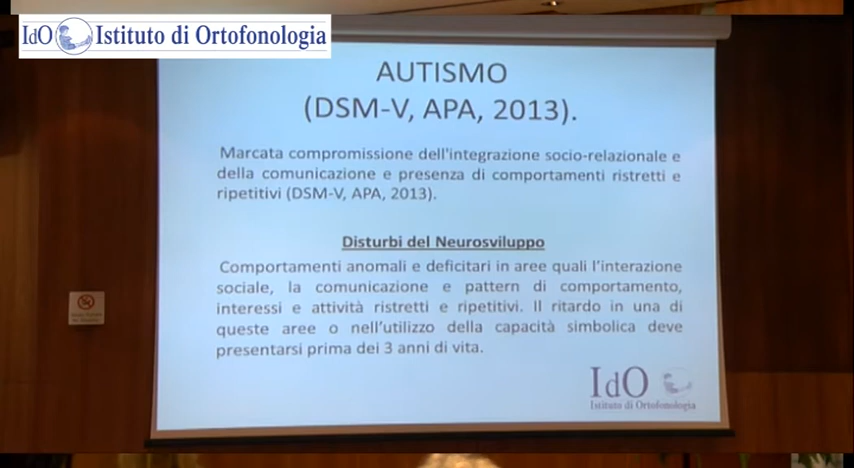 IdO Istituto di Ortofonologia
AUTISMO
(DSM-V, APA, 2013).
Marcata compromissione dell'integrazione socio-relazionale e
della comunicazione e presenza di comportamenti ristretti e
ripetitivi (DSM-V, APA, 2013).
Disturbi del Neurosviluppo
Comportamenti anomali e deficitari in aree quali l'interazione
sociale, la comunicazione e pattern di comportamento,
interessi e attività ristretti e ripetitivi. Il ritardo in una di
queste aree o nell'utilizzo della capacità simbolica deve
presentarsi prima dei 3 anni di vita.
IdO
Istituto di Ortofonologia